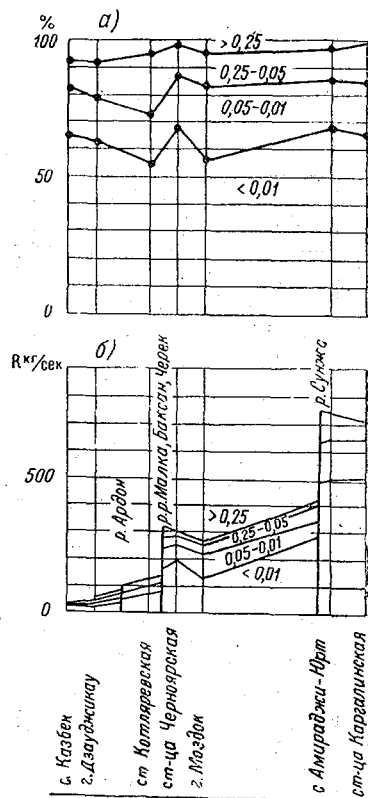 %
а)
100
> 0,25
0,25-0,05
0,05-0,01
50
< 0,01
0
R кг/сек
б)
р. Ардон
р.р. Малка, Баксан, Черек
р. Сунжа
500
> 0,25
0,25-0,05
0,05-0,01
< 0,01
0
с. Казбек
г. Дзауджикау
ст Котляревская
ст-ца Черноярская
г. Моздок
с Амираджи-Юрт
ст-ца Каргалинская